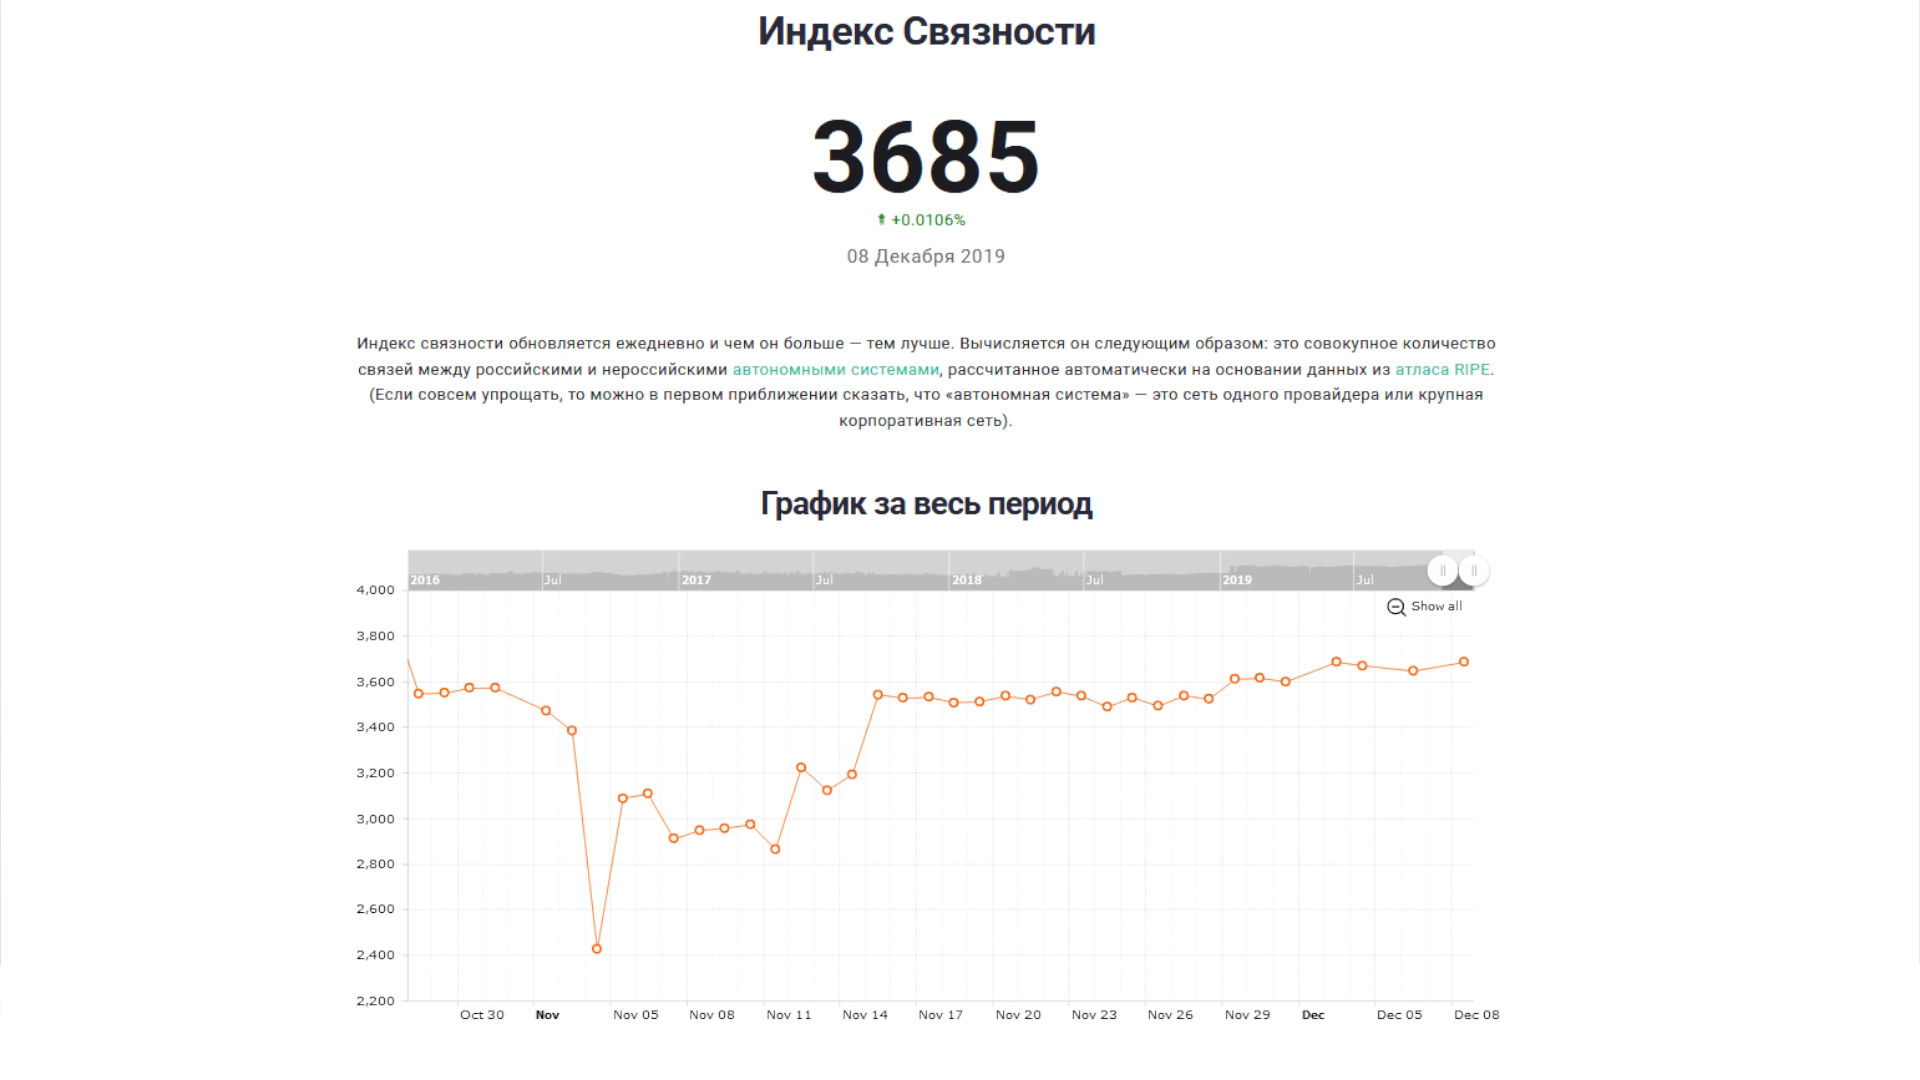 Индекс Связности
3685
+0.0106%
08 Декабря 2019
Индекс связности обновляется ежедневно и чем он больше — тем лучше. Вычисляется он следующим образом: это совокупное количество
связей между российскими и нероссийскими автономными системами, рассчитанное автоматически на основании данных из атласа RIPE.
(Если совсем упрощать, то можно в первом приближении сказать, что «автономная система» — это сеть одного провайдера или крупная
корпоративная сеть).
График за весь период
2016 Jul 2017 Jul 2018 Jul 2019 Jul
Show all
4,000
3,800
3,600
3,400
3,200
3,000
2,800
2,600
2,400
2,200
Oct 30 Nov Nov 05 Nov 08 Nov 11 Nov 14 Nov 17 Nov 20 Nov 23 Nov 26 Nov 29 Dec Dec 05 Dec 08